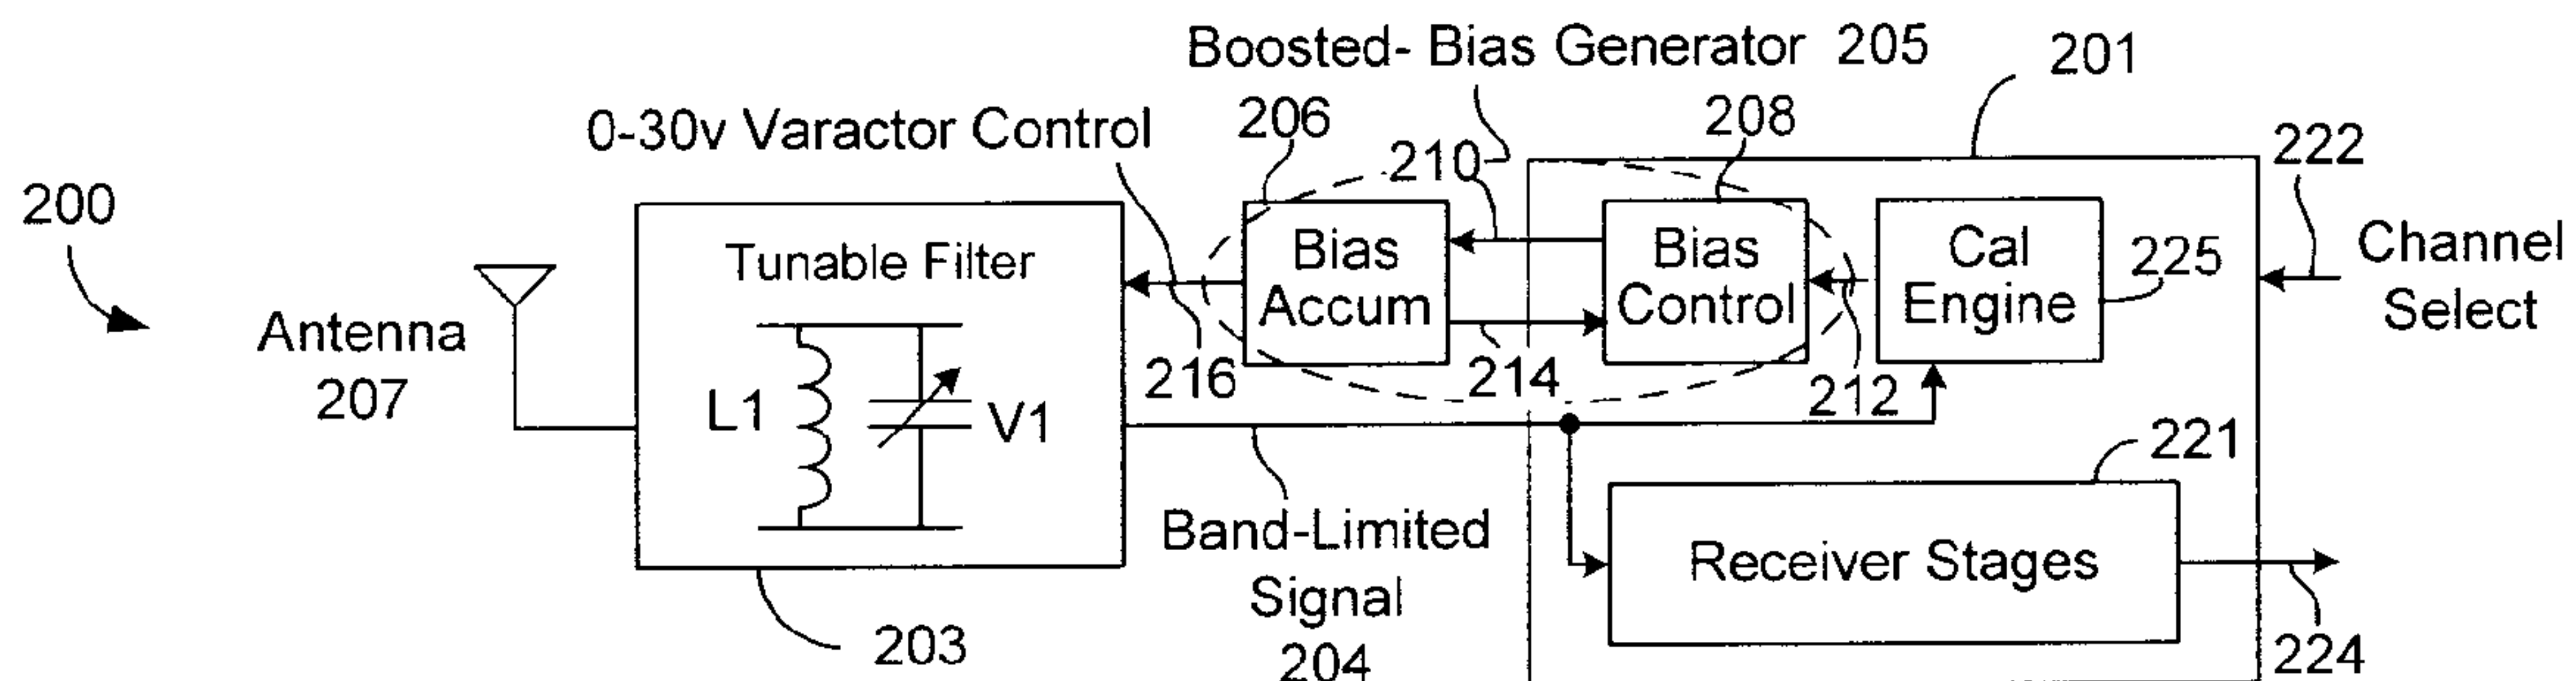 Boosted- Bias Generator 205
201
0-30v Varactor Control
206
208
210
222
200
Tunable Filter
Bias
Accum
Bias
Control
Cal
Engine
225
Channel
Select
Antenna
207
L1
V1
216
214
212
221
Band-Limited
Signal
204
Receiver Stages
203
224